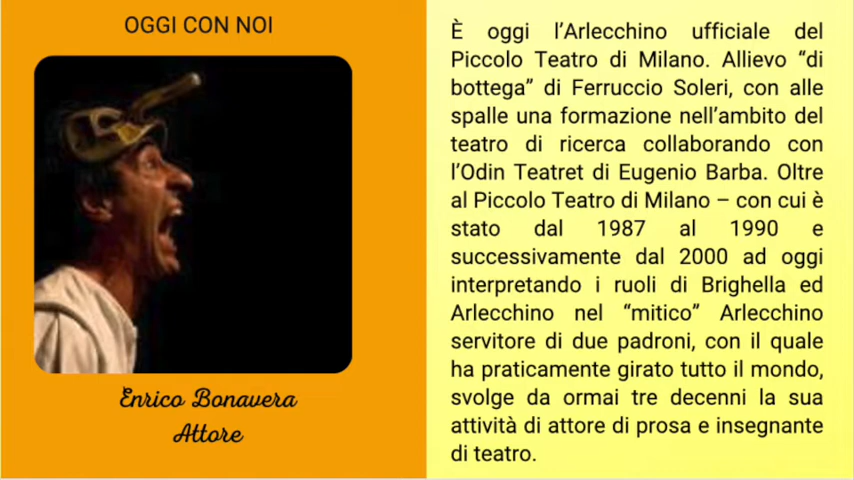 OGGI CON NOI
Enrico Bonavera
Attore
È oggi l’Arlecchino ufficiale del
Piccolo Teatro di Milano. Allievo “di
bottega” di Ferruccio Soleri, con alle
spalle una formazione nell’ambito del
teatro di ricerca collaborando con
l’Odin Teatret di Eugenio Barba. Oltre
al Piccolo Teatro di Milano – con cui è
stato dal 1987 al 1990 e
successivamente dal 2000 ad oggi
interpretando i ruoli di Brighella ed
Arlecchino nel “mitico” Arlecchino
servitore di due padroni, con il quale
ha praticamente girato tutto il mondo,
svolge da ormai tre decenni la sua
attività di attore di prosa e insegnante
di teatro.